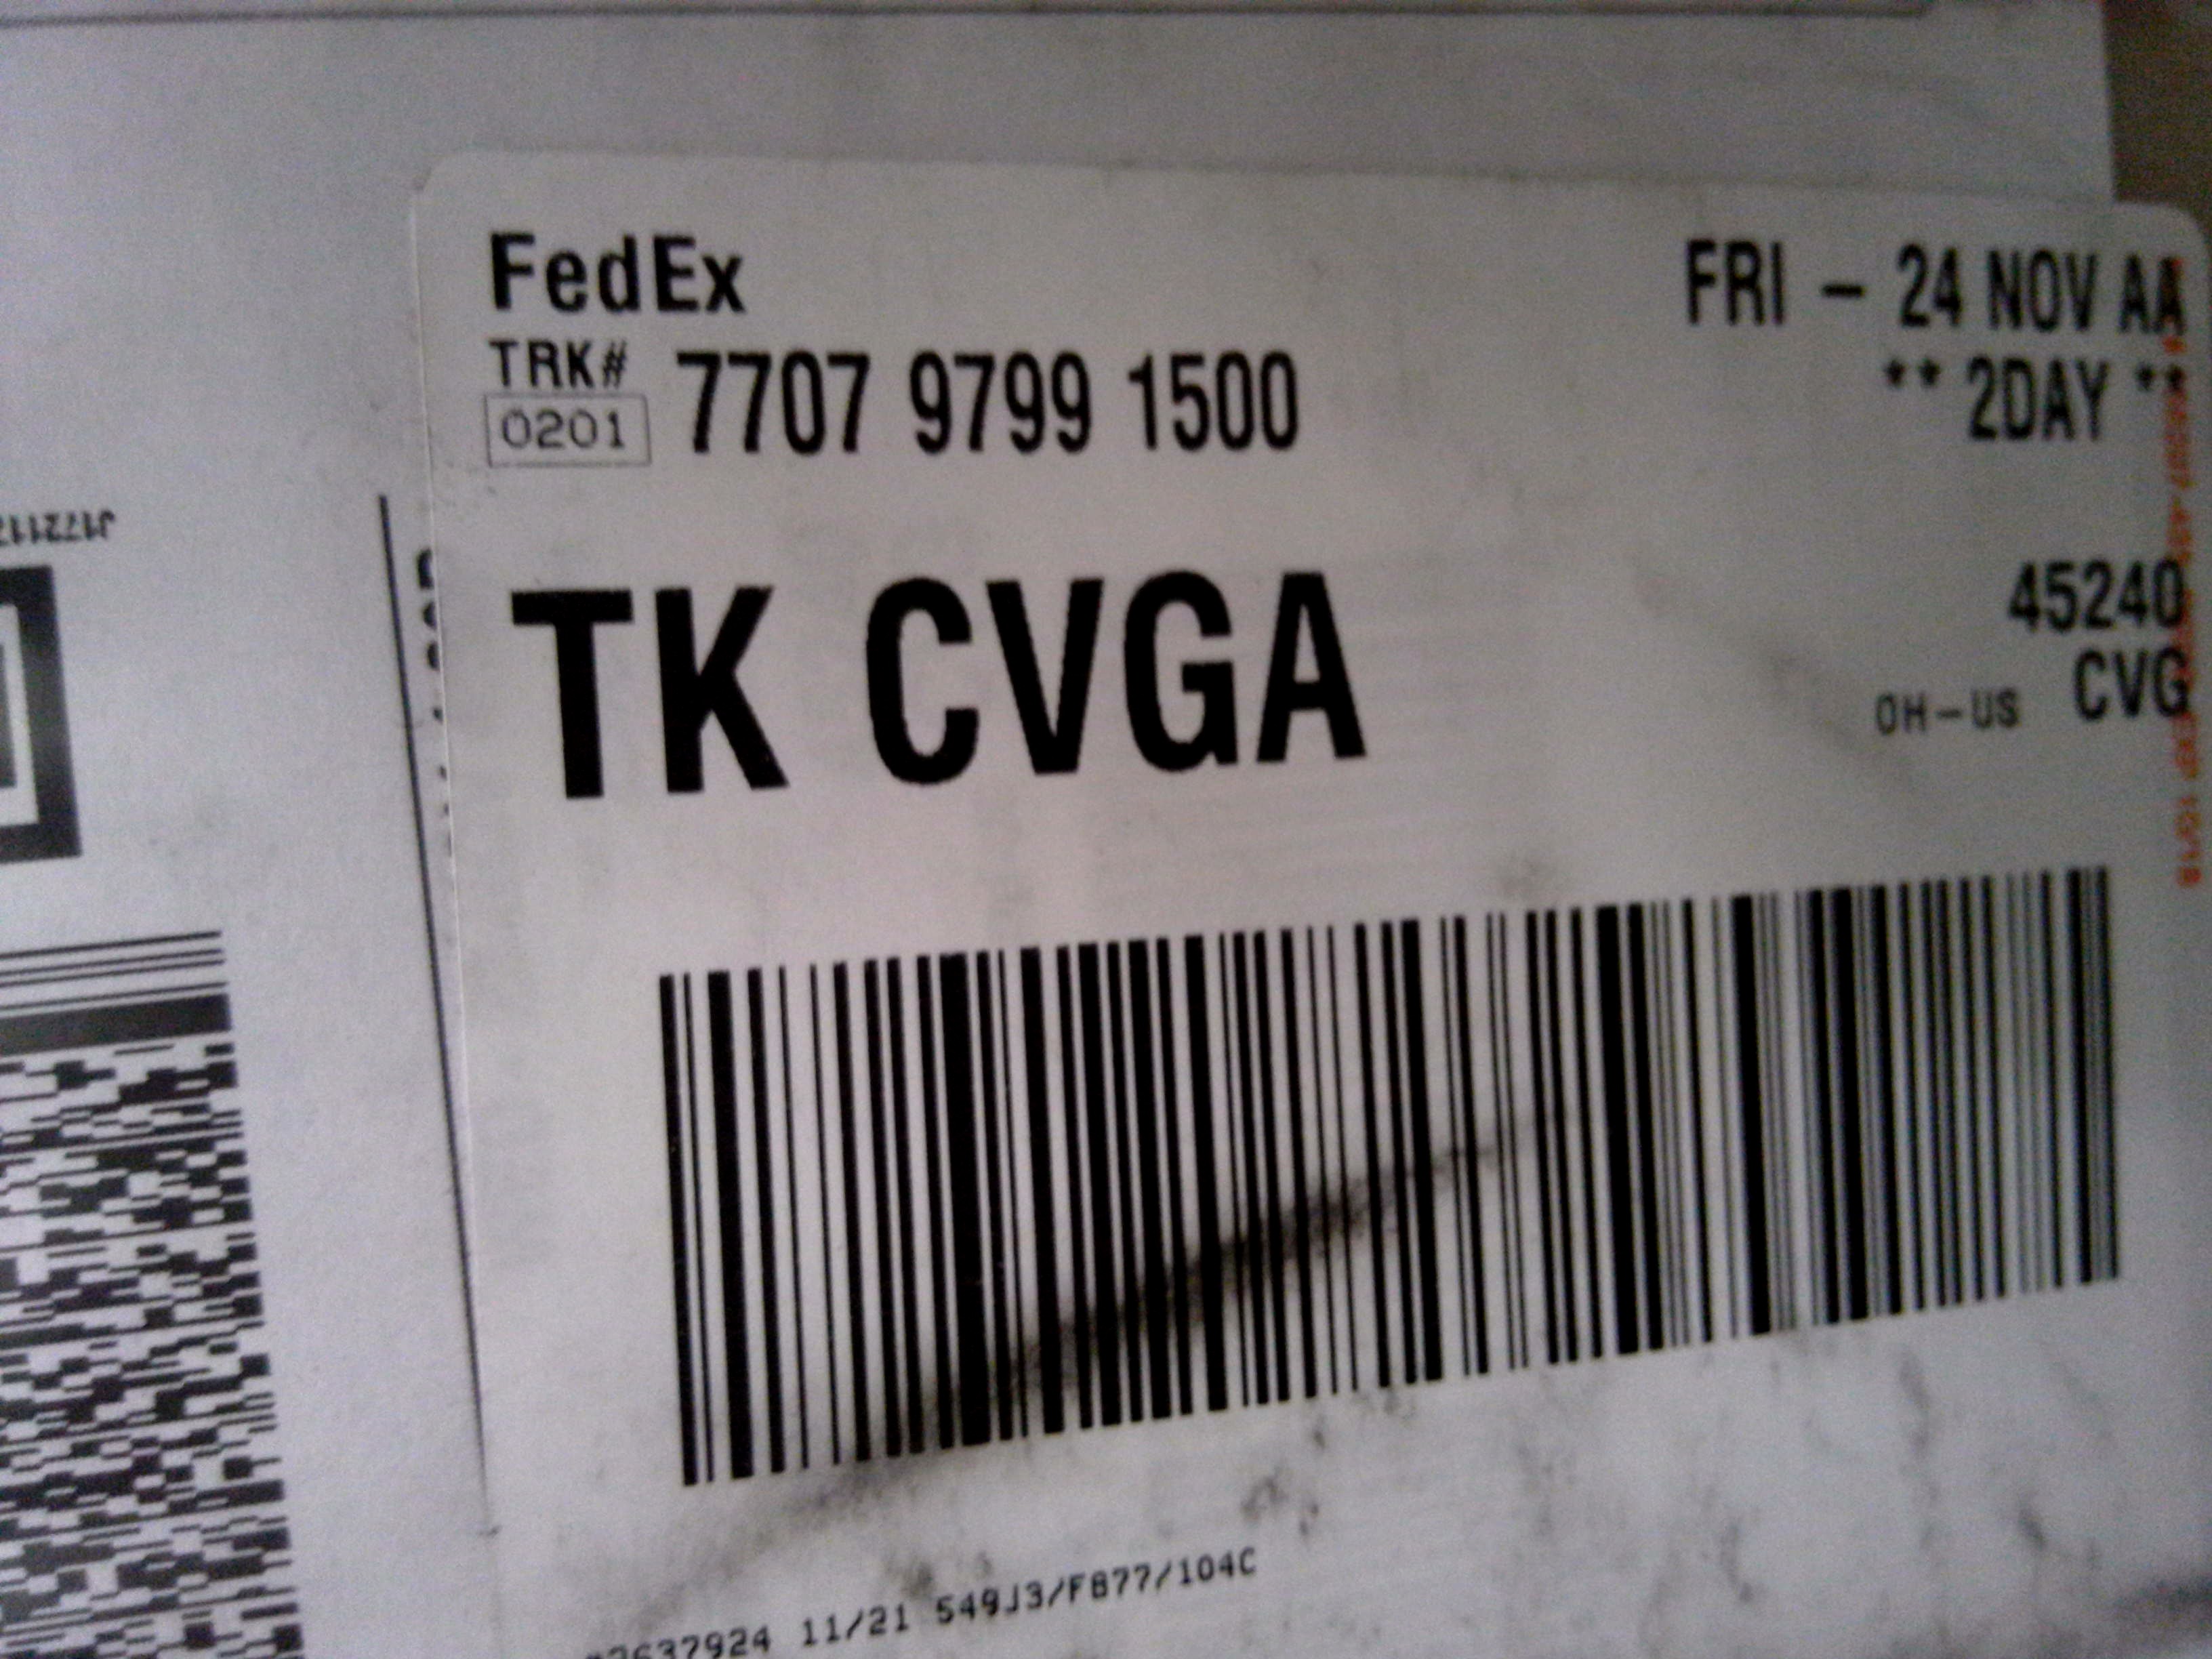 FedEx
TRK#
0201
7707 9799 1500
FRI – 24 NOV AA
** 2DAY **
TK CVGA
45240
OH–US CVG
11/21 549J3/F877/104C